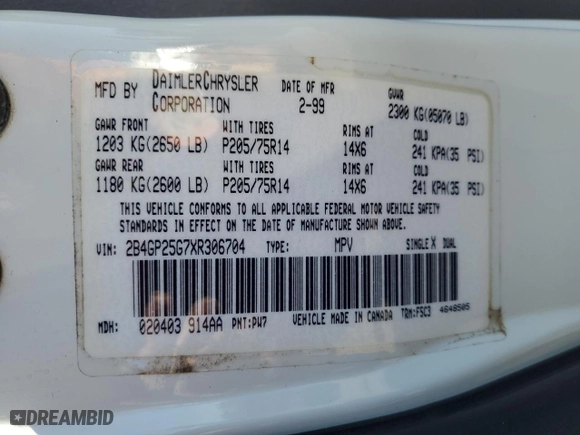 MFD BY DAIMLERCHRYSLER CORPORATION DATE OF MFR 2-99 GVWR 2300 KG(05070 LB)
GAWR FRONT WITH TIRES RIMS AT COLD
1203 KG(2650 LB) P205/75R14 14X6 241 KPA(35 PSI)
GAWR REAR WITH TIRES RIMS AT COLD
1180 KG(2600 LB) P205/75R14 14X6 241 KPA(35 PSI)
THIS VEHICLE CONFORMS TO ALL APPLICABLE FEDERAL MOTOR VEHICLE SAFETY
STANDARDS IN EFFECT ON THE DATE OF MANUFACTURE SHOWN ABOVE.
VIN: 2B4GP25G7XR306704 TYPE: MPV SINGLE X DUAL
MDH: 020403 914AA PNT:PW7 VEHICLE MADE IN CANADA TRM:FSC3 4648505
DREAMBID